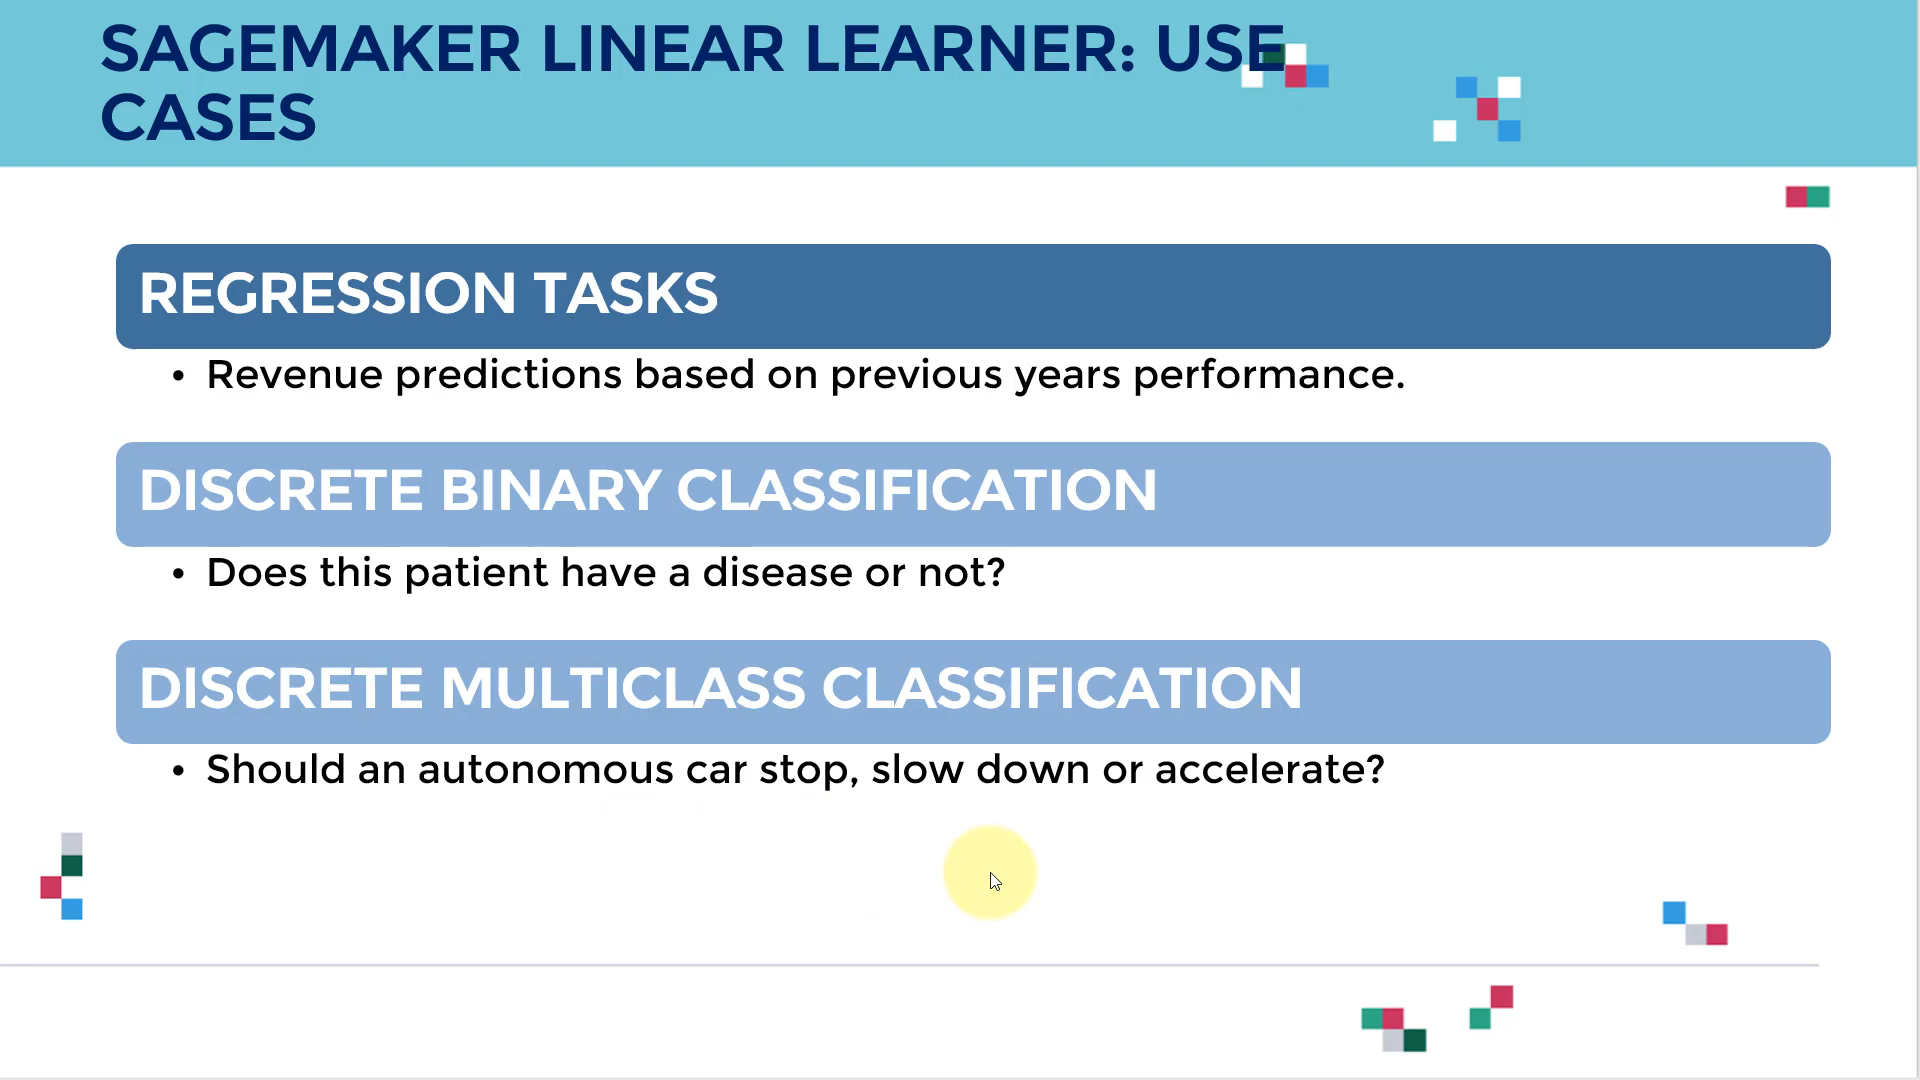 SAGEMAKER LINEAR LEARNER: USE
CASES
REGRESSION TASKS
• Revenue predictions based on previous years performance.
DISCRETE BINARY CLASSIFICATION
• Does this patient have a disease or not?
DISCRETE MULTICLASS CLASSIFICATION
• Should an autonomous car stop, slow down or accelerate?